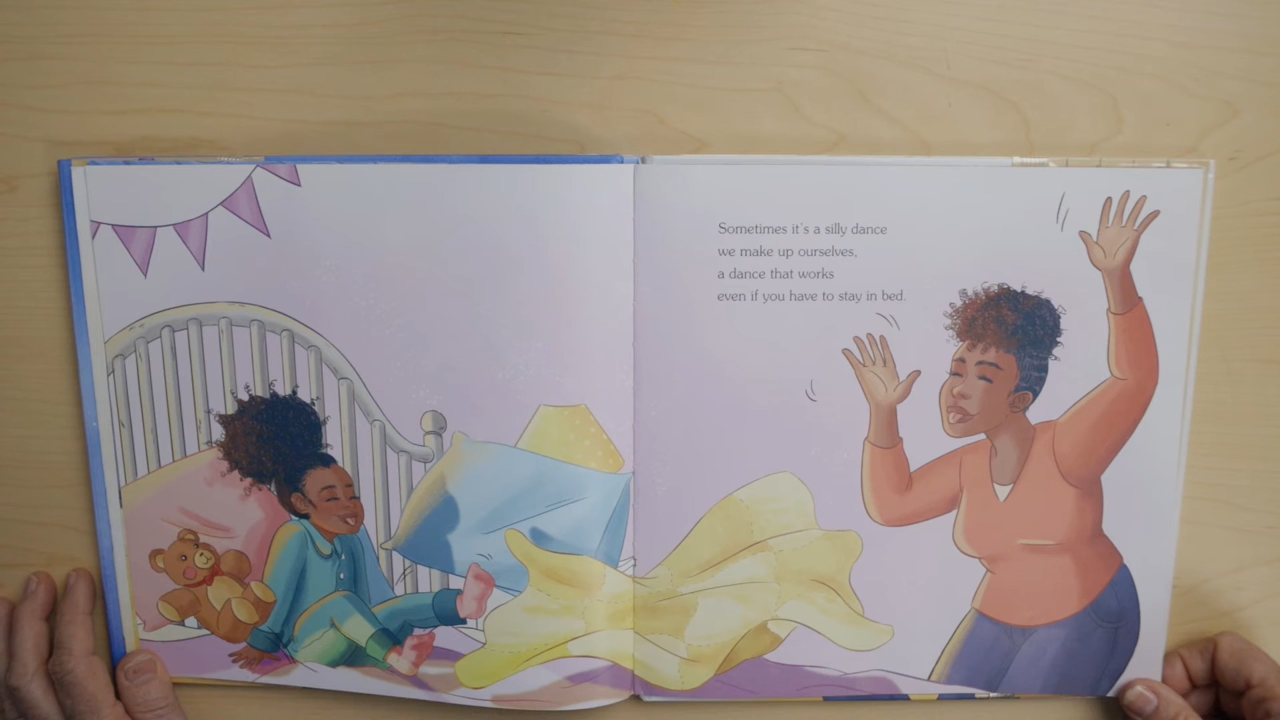 Sometimes it's a silly dance
we make up ourselves,
a dance that works
even if you have to stay in bed.